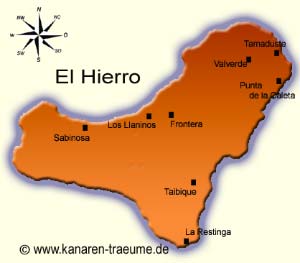 N
NW
NO
W
O
SW
SO
S
El Hierro
Tamaduste
Valverde
Punta
de la Caleta
Los Llaninos
Frontera
Sabinosa
Taibique
La Restinga
© www.kanaren-traeume.de